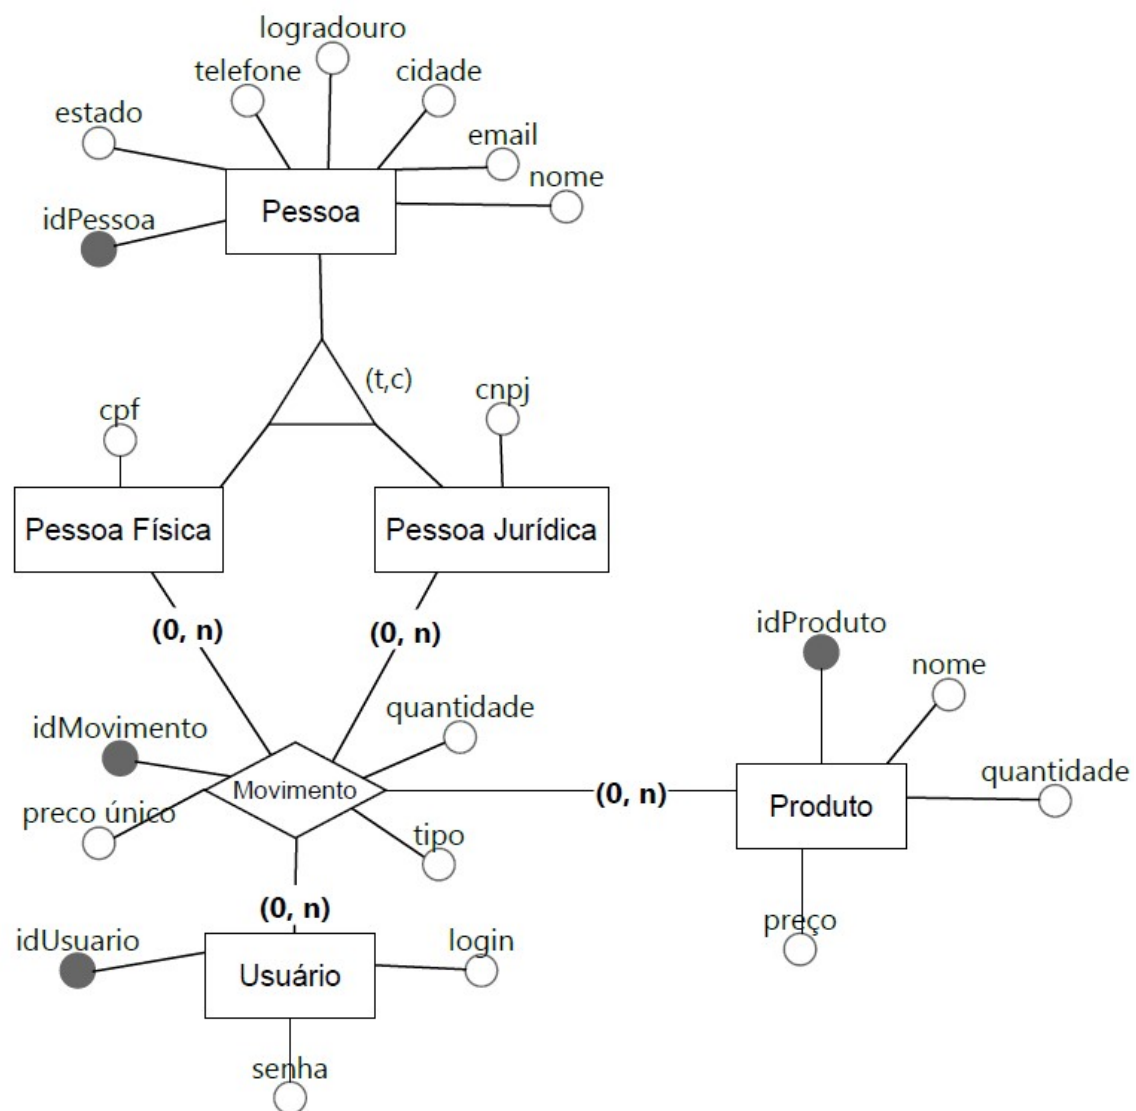 logradouro
telefone
cidade
estado
email
nome
idPessoa
Pessoa
(t,c)
cnpj
cpf
Pessoa Física
Pessoa Jurídica
(0, n)
(0, n)
idProduto
nome
quantidade
idMovimento
quantidade
Movimento
(0, n)
Produto
preco único
tipo
(0, n)
preço
idUsuario
login
Usuário
senha